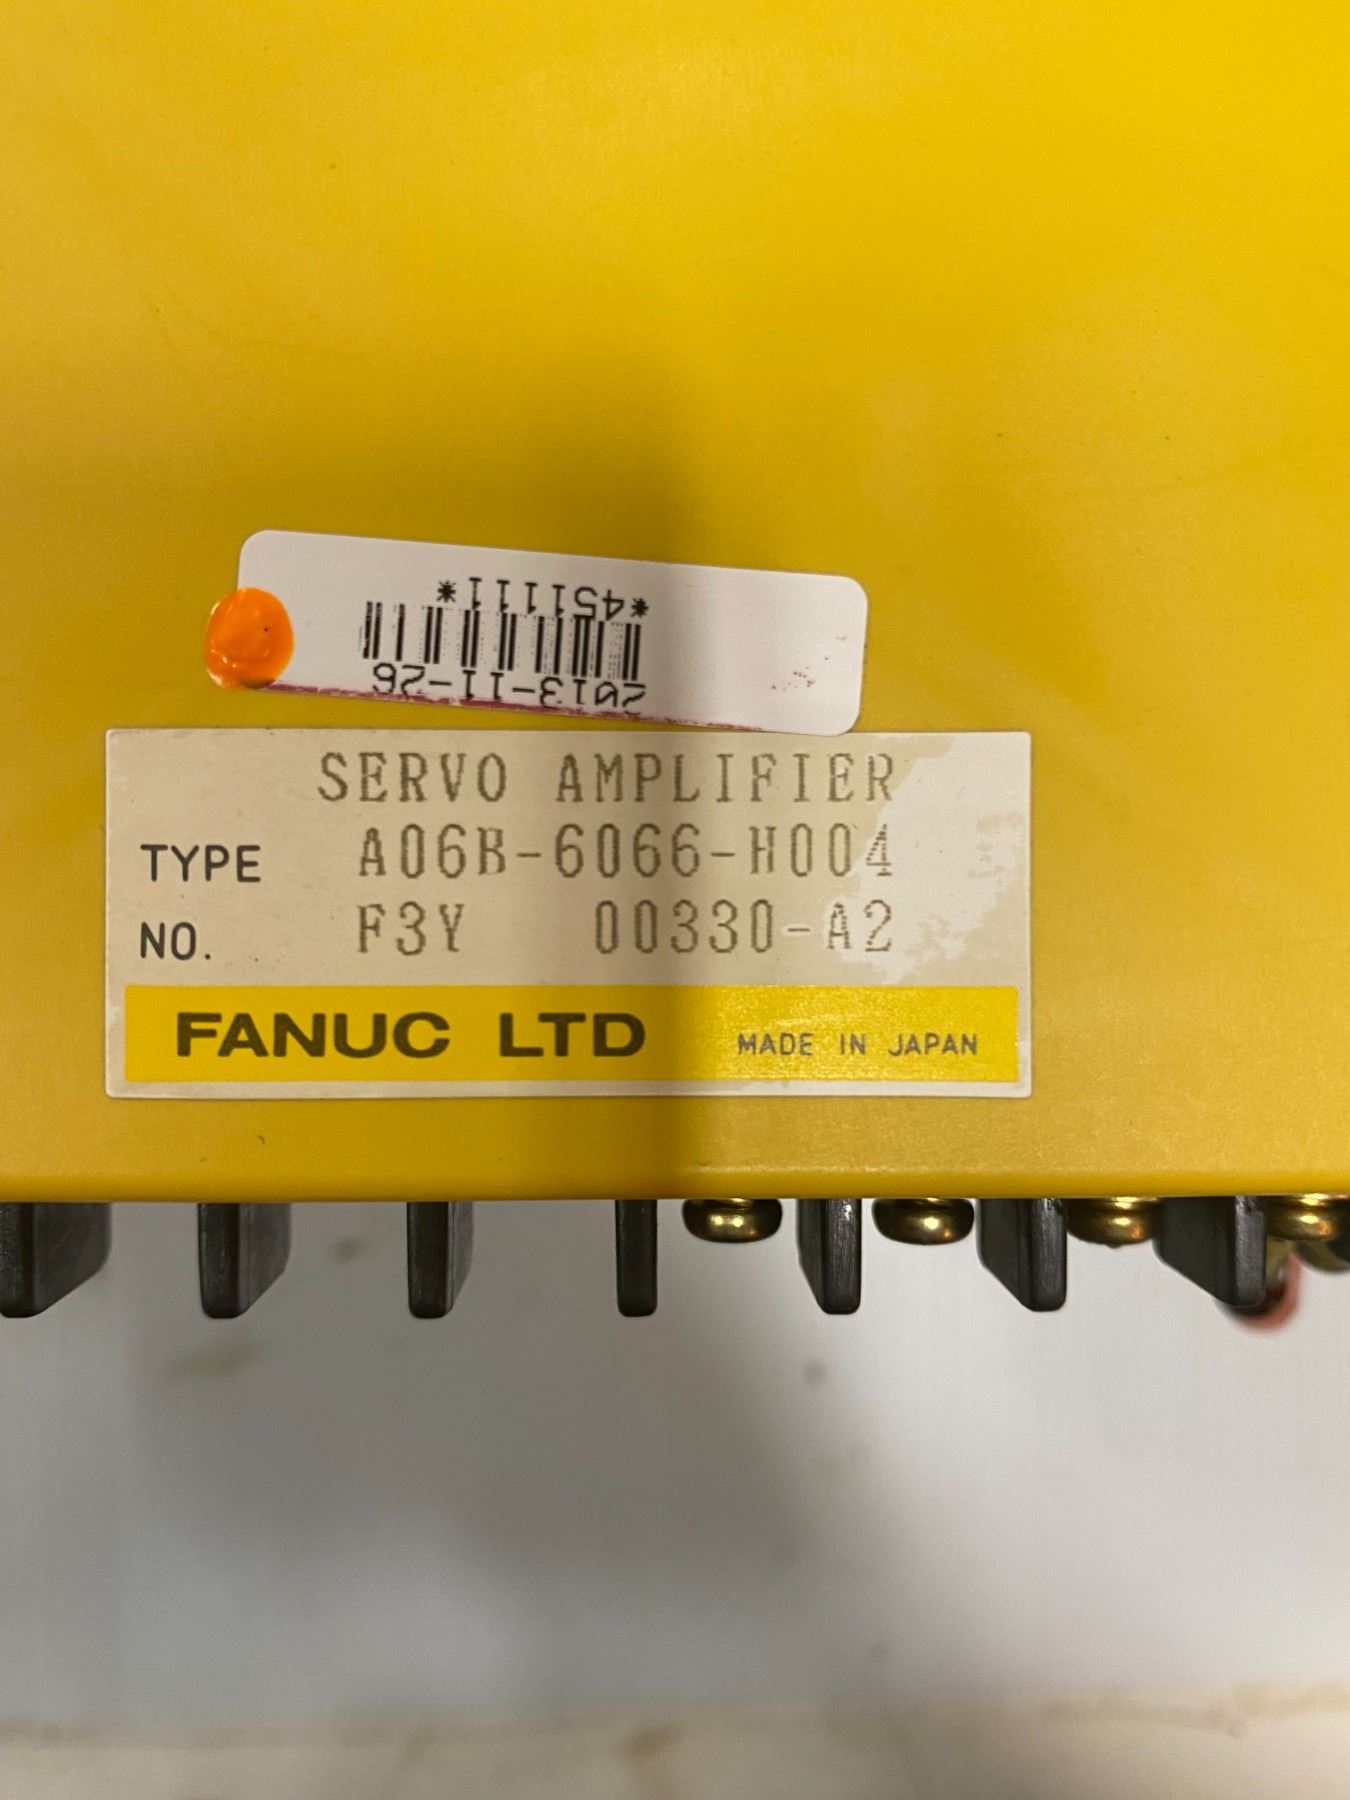 *451111*
2013-11-26
SERVO AMPLIFIER
TYPE A06B-6066-H004
NO. F3Y 00330-A2
FANUC LTD MADE IN JAPAN